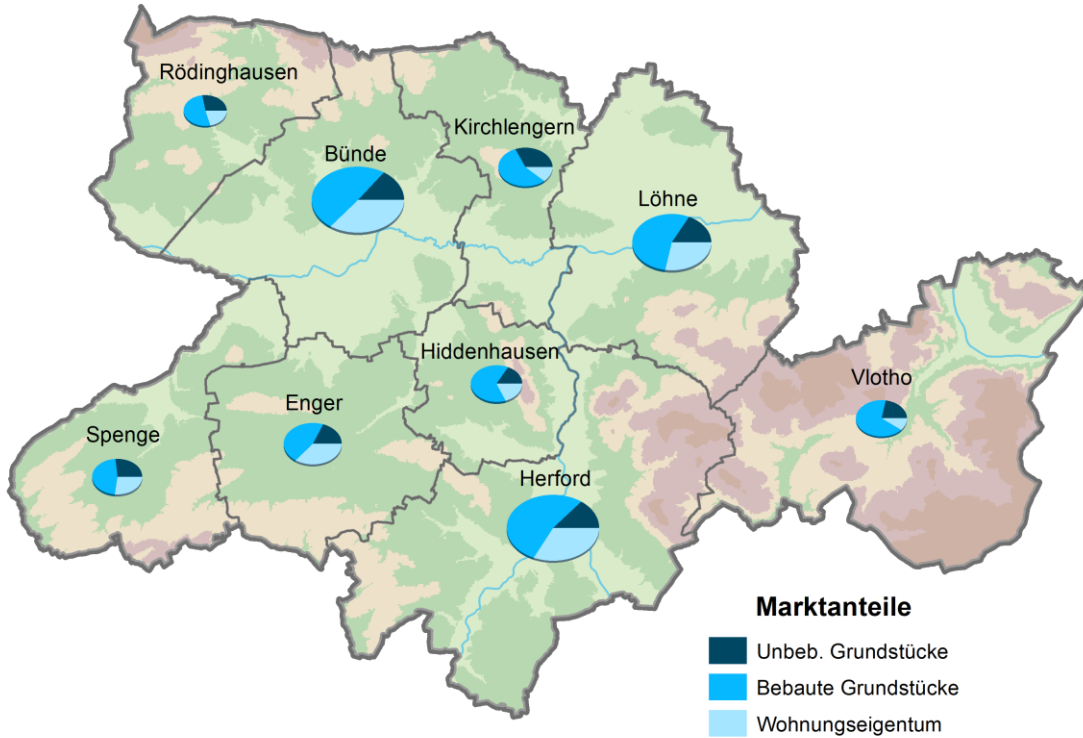 Rödinghausen
Kirchlengern
Bünde
Löhne
Hiddenhausen
Vlotho
Enger
Spenge
Herford
Marktanteile
Unbeb. Grundstücke
Bebaute Grundstücke
Wohnungseigentum